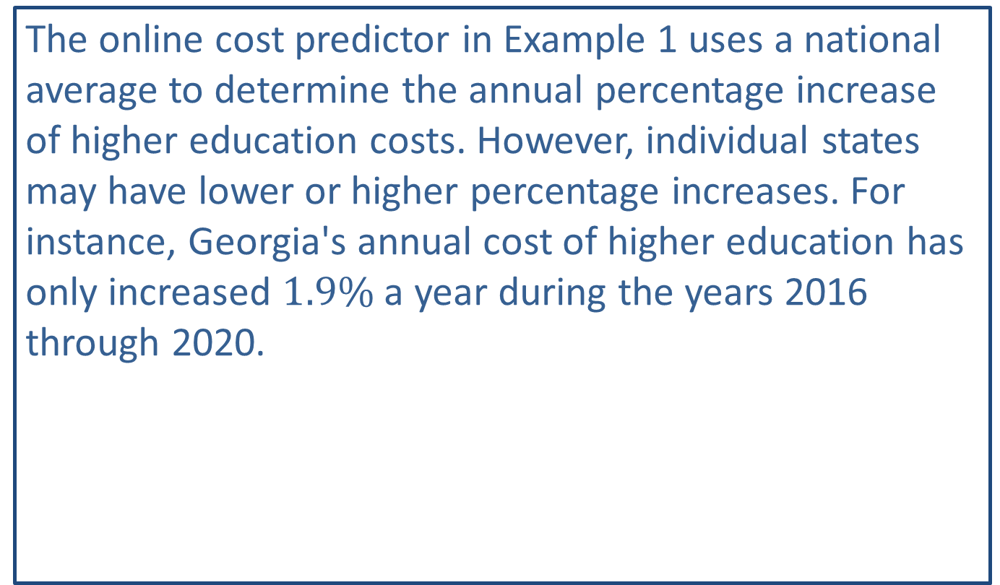 The online cost predictor in Example 1 uses a national
average to determine the annual percentage increase
of higher education costs. However, individual states
may have lower or higher percentage increases. For
instance, Georgia's annual cost of higher education has
only increased 1.9% a year during the years 2016
through 2020.